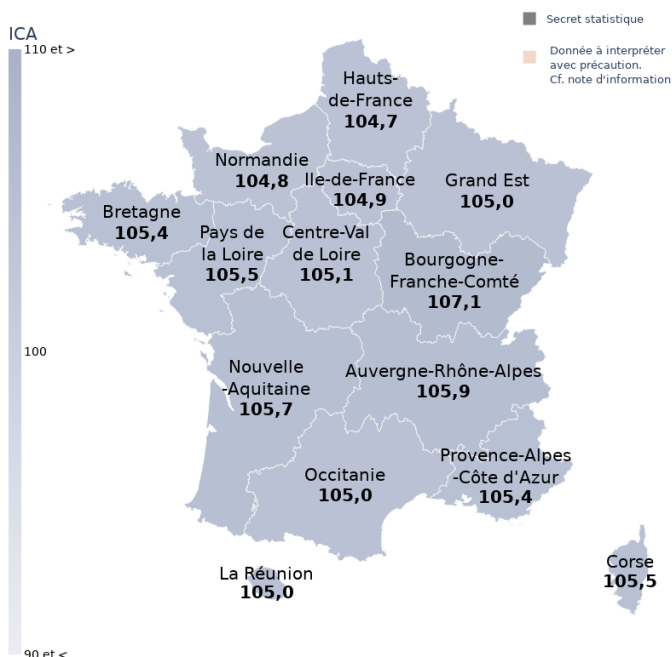 Secret statistique
Donnée à interpréter
avec précaution.
Cf. note d'information
ICA
110 et >
100
90 et <
Hauts-
de-France
104,7
Normandie
104,8
Ile-de-France
104,9
Grand Est
105,0
Bretagne
105,4
Pays de
la Loire
105,5
Centre-Val
de Loire
105,1
Bourgogne-
Franche-Comté
107,1
Nouvelle
-Aquitaine
105,7
Auvergne-Rhône-Alpes
105,9
Occitanie
105,0
Provence-Alpes
-Côte d'Azur
105,4
La Réunion
105,0
Corse
105,5